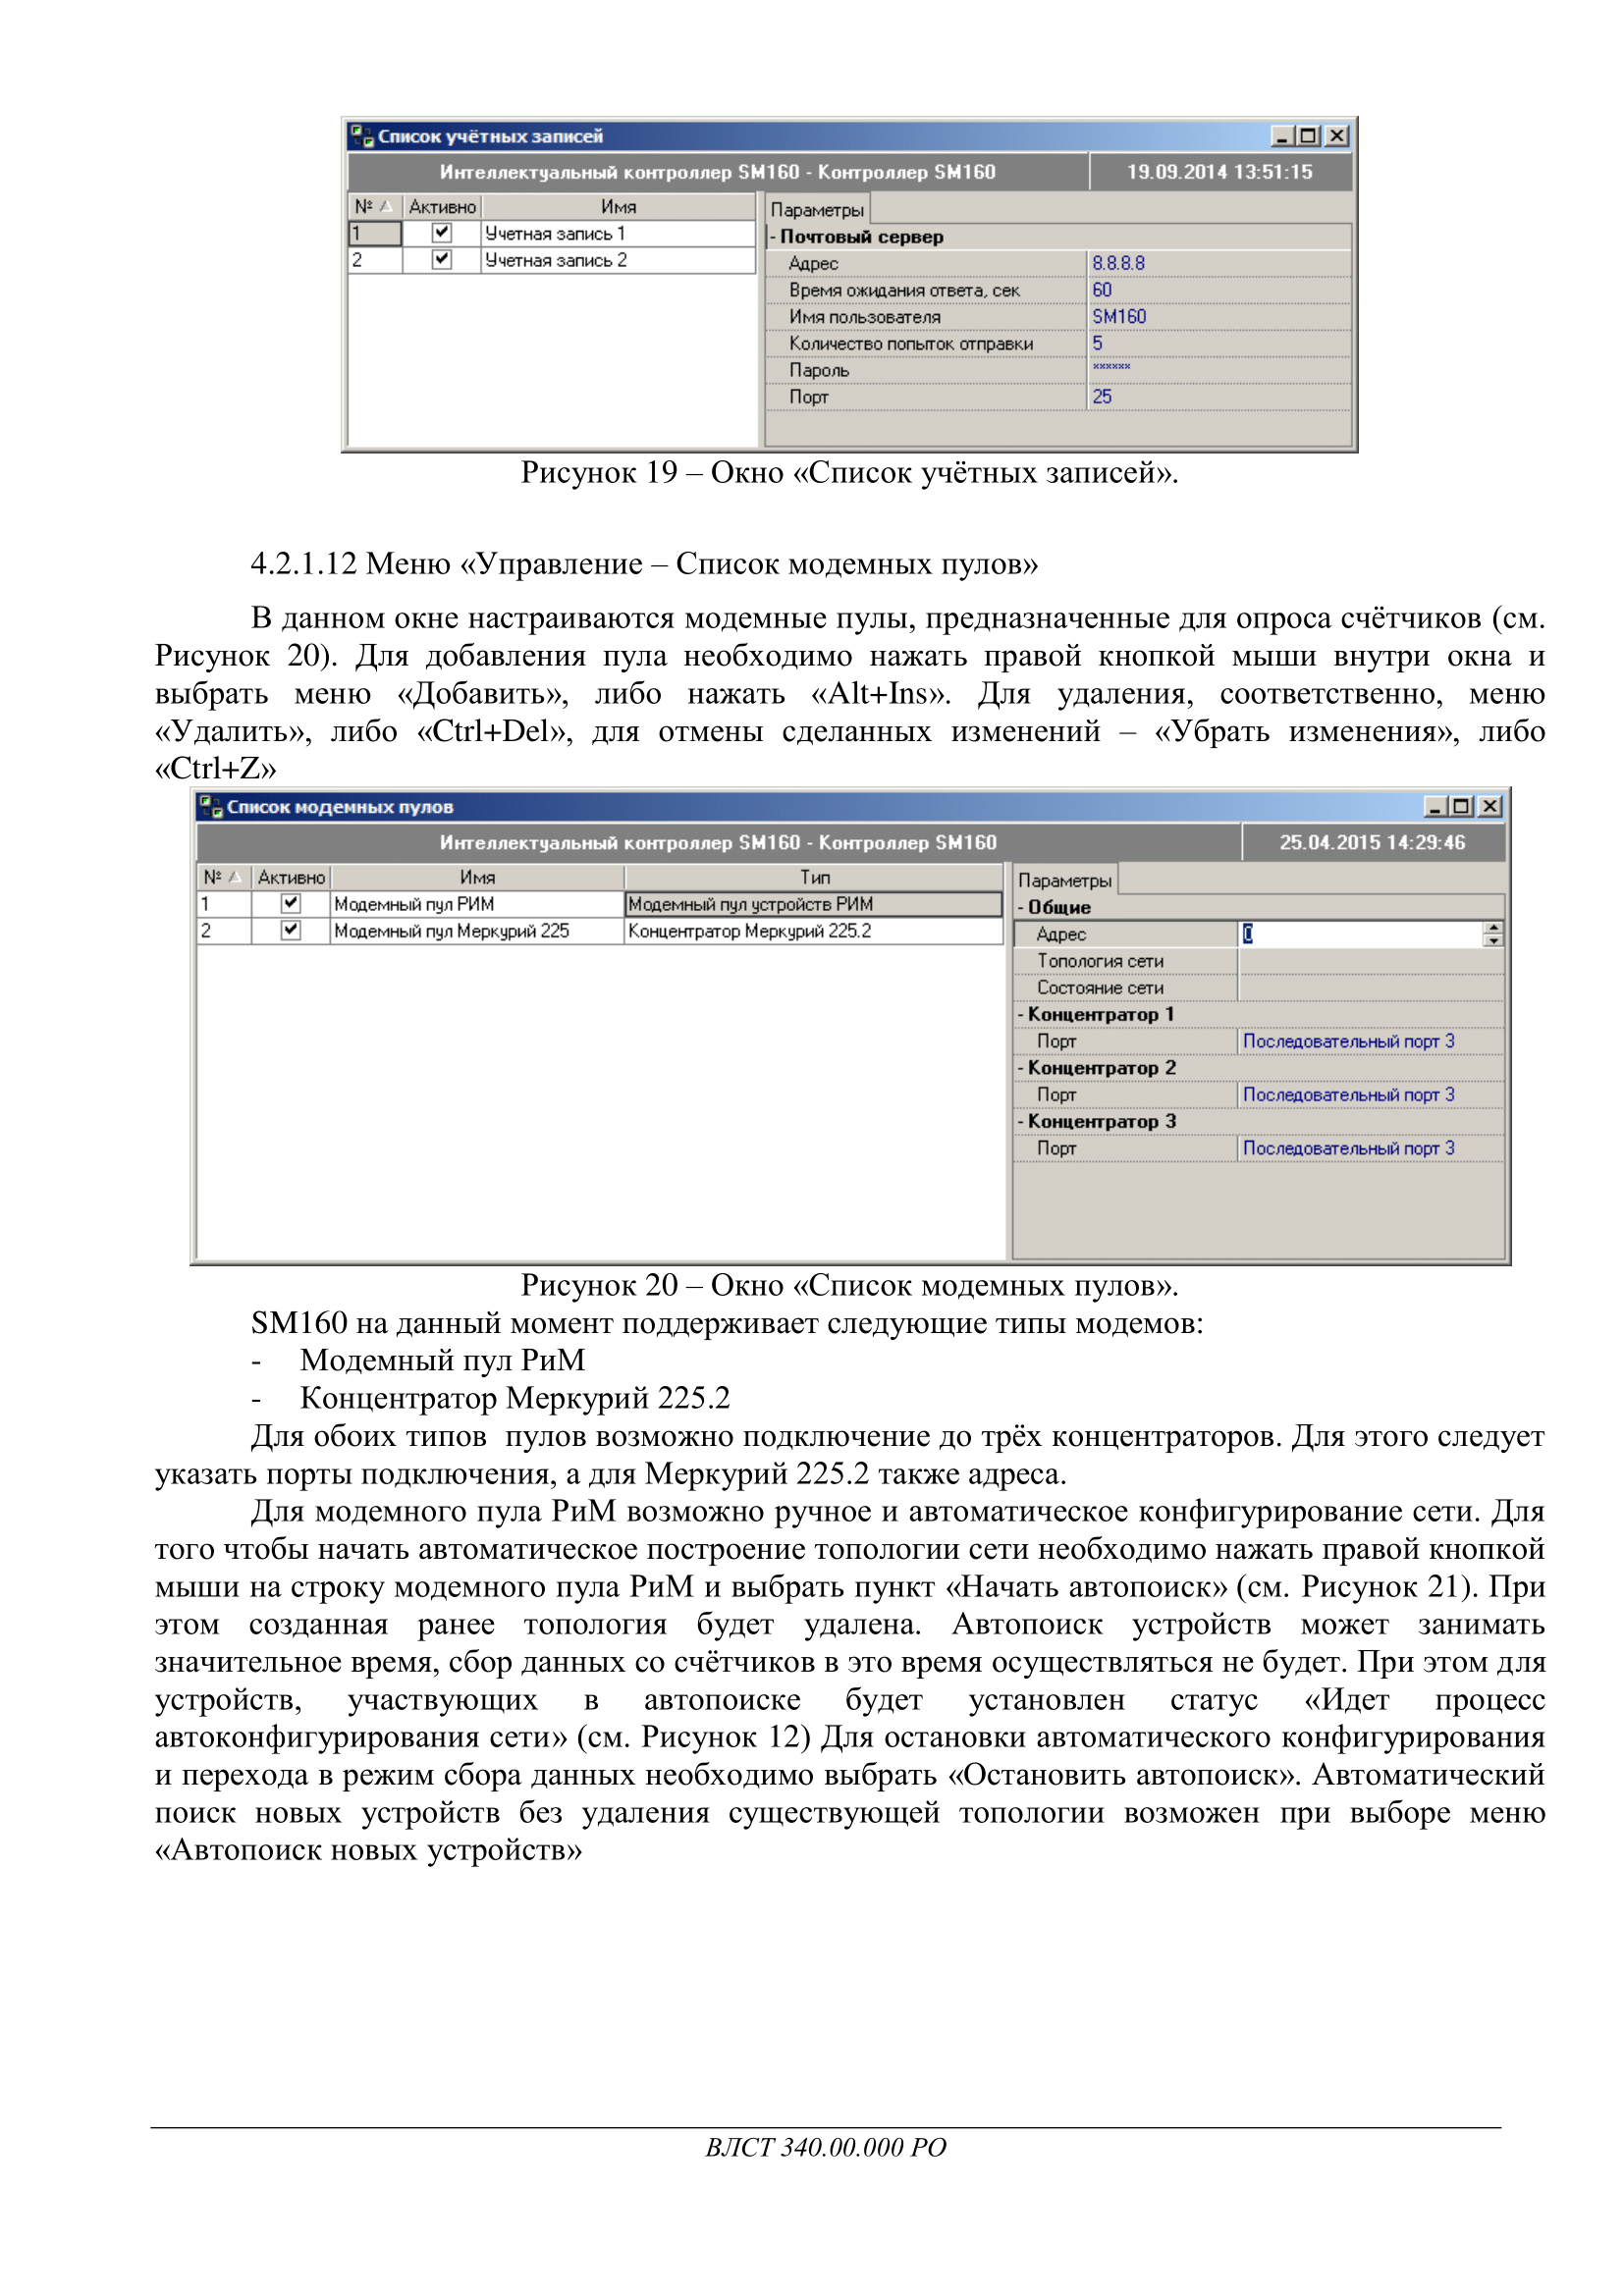 Список учётных записей
Интеллектуальный контроллер SM160 - Контроллер SM160 19.09.2014 13:51:15
№ Активно Имя Параметры
- Почтовый сервер
1 Учетная запись 1
2 Учетная запись 2 Адрес 8.8.8.8
Время ожидания ответа, сек 60
Имя пользователя SM160
Количество попыток отправки 5
Пароль ******
Порт 25
Рисунок 19 – Окно «Список учётных записей».
4.2.1.12 Меню «Управление – Список модемных пулов»
В данном окне настраиваются модемные пулы, предназначенные для опроса счётчиков (см.
Рисунок 20). Для добавления пула необходимо нажать правой кнопкой мыши внутри окна и
выбрать меню «Добавить», либо нажать «Alt+Ins». Для удаления, соответственно, меню
«Удалить», либо «Ctrl+Del», для отмены сделанных изменений – «Убрать изменения», либо
«Ctrl+Z»
Список модемных пулов
Интеллектуальный контроллер SM160 - Контроллер SM160 25.04.2015 14:29:46
№ Активно Имя Тип Параметры
1 Модемный пул РИМ Модемный пул устройств РИМ - Общие
2 Модемный пул Меркурий 225 Концентратор Меркурий 225.2 Адрес 0
Топология сети
Состояние сети
- Концентратор 1
Порт Последовательный порт 3
- Концентратор 2
Порт Последовательный порт 3
- Концентратор 3
Порт Последовательный порт 3
Рисунок 20 – Окно «Список модемных пулов».
SM160 на данный момент поддерживает следующие типы модемов:
- Модемный пул РиМ
- Концентратор Меркурий 225.2
Для обоих типов пулов возможно подключение до трёх концентраторов. Для этого следует
указать порты подключения, а для Меркурий 225.2 также адреса.
Для модемного пула РиМ возможно ручное и автоматическое конфигурирование сети. Для
того чтобы начать автоматическое построение топологии сети необходимо нажать правой кнопкой
мыши на строку модемного пула РиМ и выбрать пункт «Начать автопоиск» (см. Рисунок 21). При
этом созданная ранее топология будет удалена. Автопоиск устройств может занимать
значительное время, сбор данных со счётчиков в это время осуществляться не будет. При этом для
устройств, участвующих в автопоиске будет установлен статус «Идет процесс
автоконфигурирования сети» (см. Рисунок 12) Для остановки автоматического конфигурирования
и перехода в режим сбора данных необходимо выбрать «Остановить автопоиск». Автоматический
поиск новых устройств без удаления существующей топологии возможен при выборе меню
«Автопоиск новых устройств»
ВЛСТ 340.00.000 РО